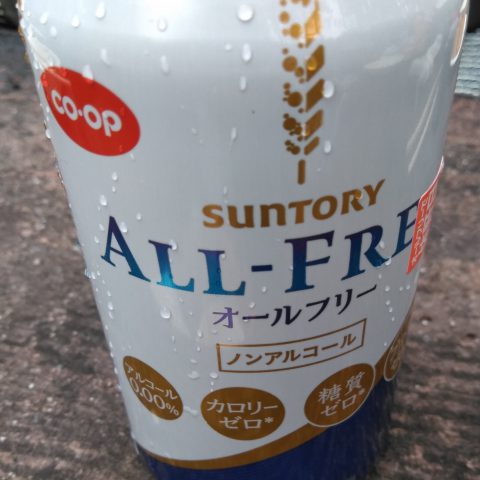 CO·OP
SUNTORY
ALL-FRE
オールフリー
ノンアルコール
アルコール
0.00%
カロリー
ゼロ*
糖質
ゼロ*